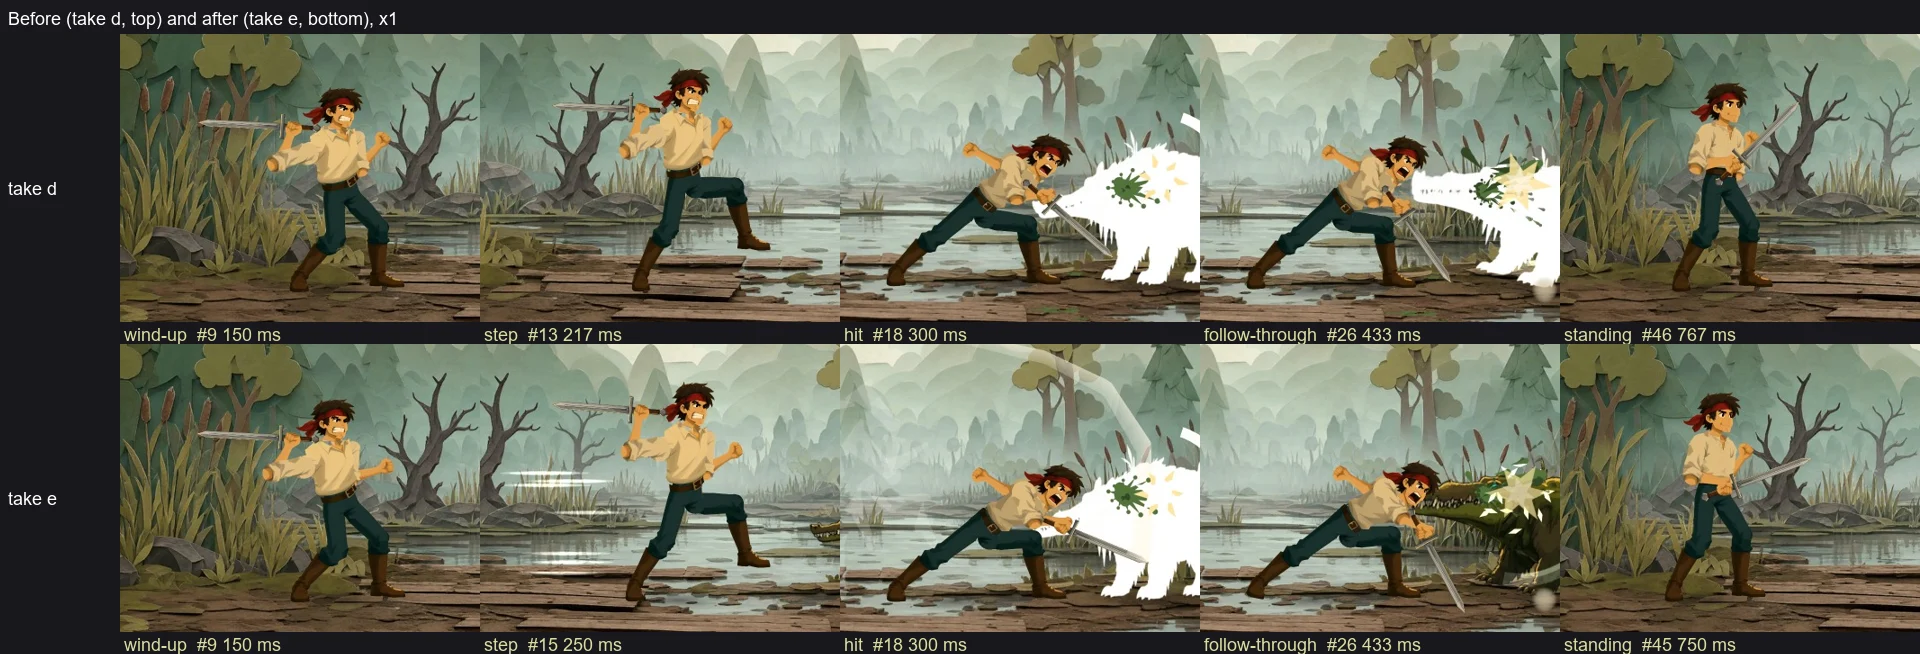 Before (take d, top) and after (take e, bottom), x1
take d
wind-up #9 150 ms
step #13 217 ms
hit #18 300 ms
follow-through #26 433 ms
standing #46 767 ms
take e
wind-up #9 150 ms
step #15 250 ms
hit #18 300 ms
follow-through #26 433 ms
standing #45 750 ms